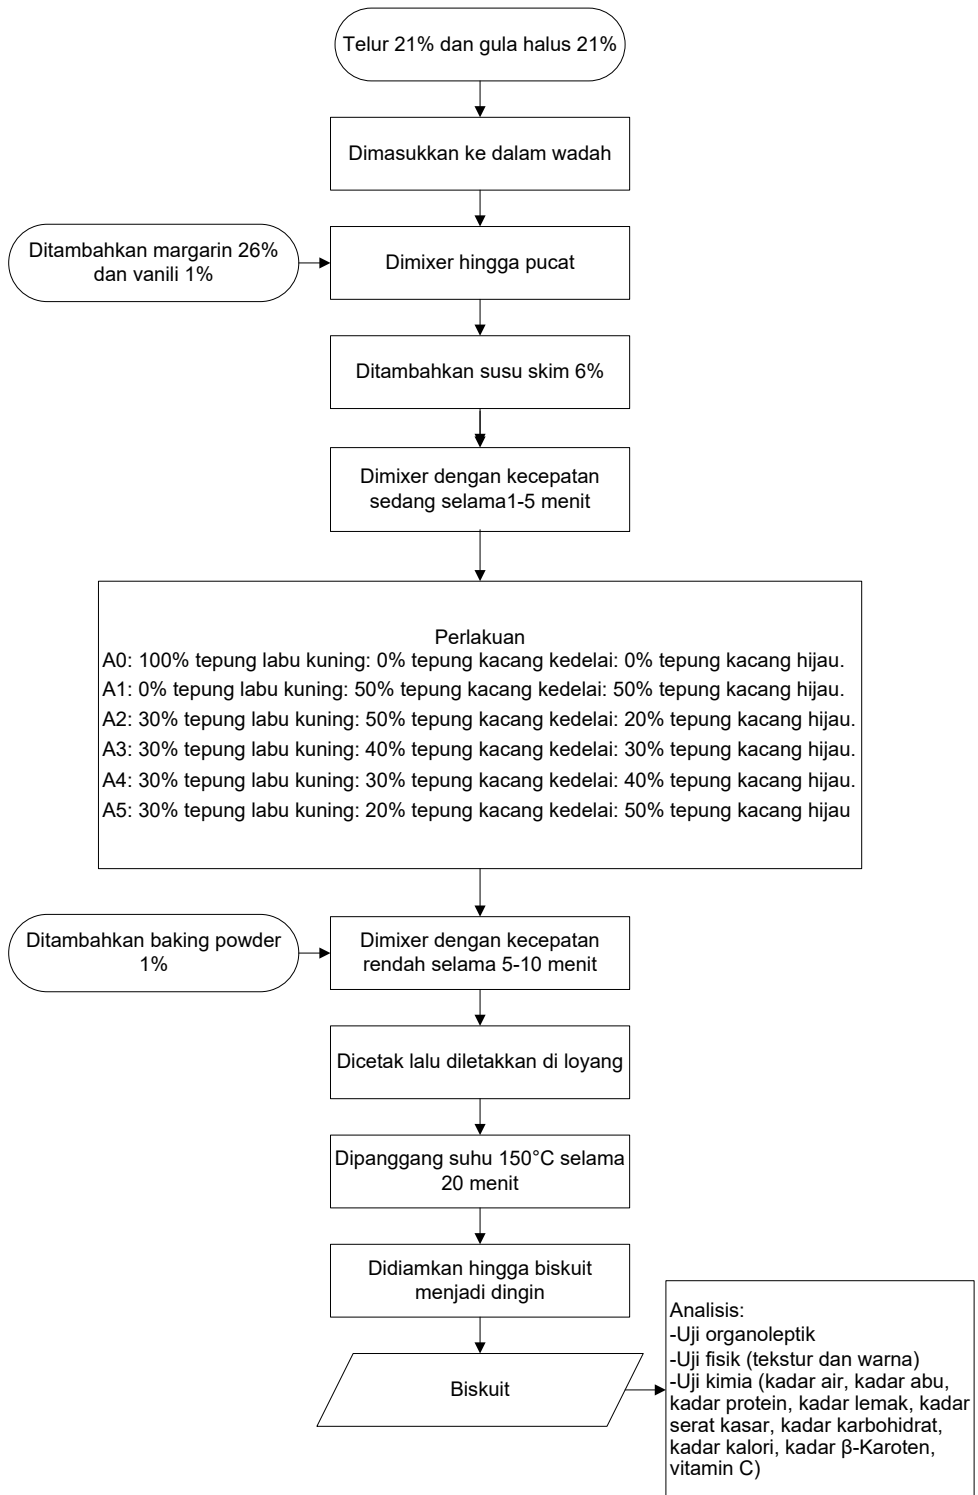 Telur 21% dan gula halus 21%
Dimasukkan ke dalam wadah
Ditambahkan margarin 26%
dan vanili 1%
Dimixer hingga pucat
Ditambahkan susu skim 6%
Dimixer dengan kecepatan
sedang selama1-5 menit
Perlakuan
A0: 100% tepung labu kuning: 0% tepung kacang kedelai: 0% tepung kacang hijau.
A1: 0% tepung labu kuning: 50% tepung kacang kedelai: 50% tepung kacang hijau.
A2: 30% tepung labu kuning: 50% tepung kacang kedelai: 20% tepung kacang hijau.
A3: 30% tepung labu kuning: 40% tepung kacang kedelai: 30% tepung kacang hijau.
A4: 30% tepung labu kuning: 30% tepung kacang kedelai: 40% tepung kacang hijau.
A5: 30% tepung labu kuning: 20% tepung kacang kedelai: 50% tepung kacang hijau
Ditambahkan baking powder
1%
Dimixer dengan kecepatan
rendah selama 5-10 menit
Dicetak lalu diletakkan di loyang
Dipanggang suhu 150°C selama
20 menit
Didiamkan hingga biskuit
menjadi dingin
Biskuit
Analisis:
-Uji organoleptik
-Uji fisik (tekstur dan warna)
-Uji kimia (kadar air, kadar abu,
kadar protein, kadar lemak, kadar
serat kasar, kadar karbohidrat,
kadar kalori, kadar β-Karoten,
vitamin C)